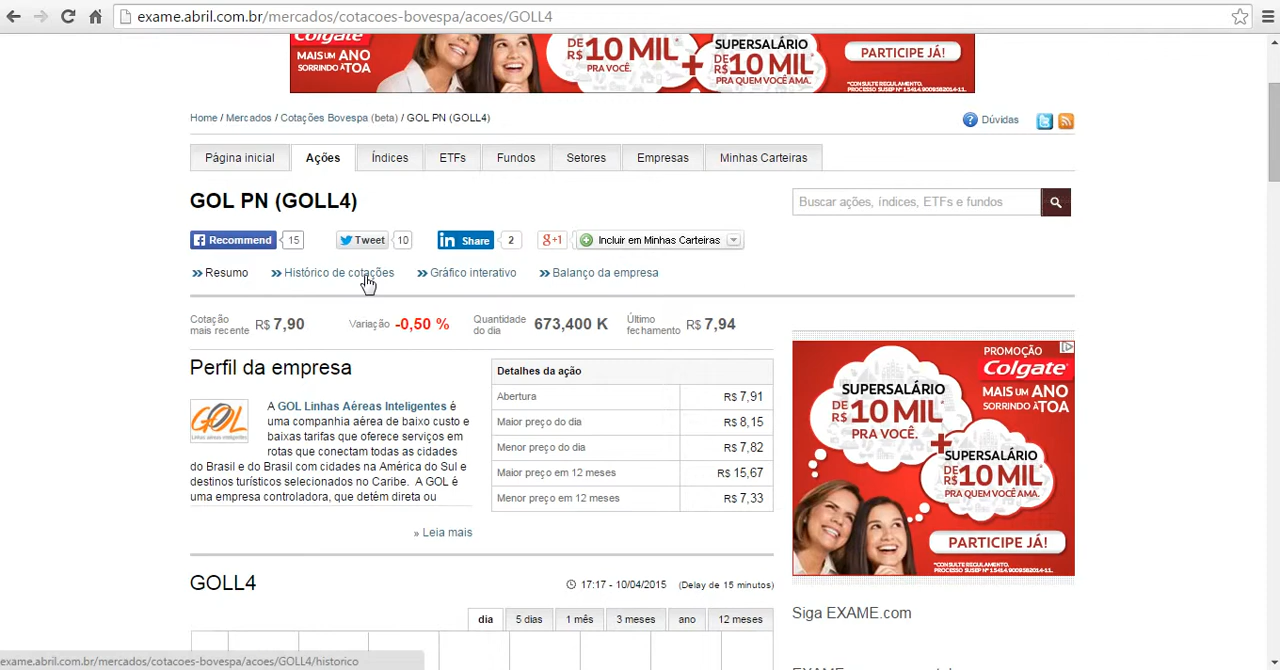 exame.abril.com.br/mercados/cotacoes-bovespa/acoes/GOLL4
Colgate
MAIS UM ANO
SORRINDO À TOA
DE
R$ 10 MIL
PRA VOCÊ.
+
SUPERSALÁRIO
DE
R$ 10 MIL
PRA QUEM VOCÊ AMA.
PARTICIPE JÁ!
*CONSULTE REGULAMENTO.
Home / Mercados / Cotações Bovespa (beta) / GOL PN (GOLL4)
? Dúvidas
Página inicial Ações Índices ETFs Fundos Setores Empresas Minhas Carteiras
GOL PN (GOLL4)
Buscar ações, índices, ETFs e fundos
Recommend 15 Tweet 10 in Share 2 g+1 Incluir em Minhas Carteiras
» Resumo » Histórico de cotações » Gráfico interativo » Balanço da empresa
Cotação mais recente R$ 7,90 Variação -0,50 % Quantidade do dia 673,400 K Último fechamento R$ 7,94
Perfil da empresa
GOL
Linhas aéreas inteligentes
A GOL Linhas Aéreas Inteligentes é
uma companhia aérea de baixo custo e
baixas tarifas que oferece serviços em
rotas que conectam todas as cidades
do Brasil e do Brasil com cidades na América do Sul e
destinos turísticos selecionados no Caribe. A GOL é
uma empresa controladora, que detém direta ou
» Leia mais
Detalhes da ação
Abertura R$ 7,91
Maior preço do dia R$ 8,15
Menor preço do dia R$ 7,82
Maior preço em 12 meses R$ 15,67
Menor preço em 12 meses R$ 7,33
PROMOÇÃO
Colgate
MAIS UM ANO
SORRINDO À TOA
SUPERSALÁRIO
DE
R$ 10 MIL
PRA VOCÊ.
+
SUPERSALÁRIO
DE
R$ 10 MIL
PRA QUEM VOCÊ AMA.
PARTICIPE JÁ!
*CONSULTE REGULAMENTO.
GOLL4
17:17 - 10/04/2015 (Delay de 15 minutos)
dia 5 dias 1 mês 3 meses ano 12 meses
Siga EXAME.com
exame.abril.com.br/mercados/cotacoes-bovespa/acoes/GOLL4/historico